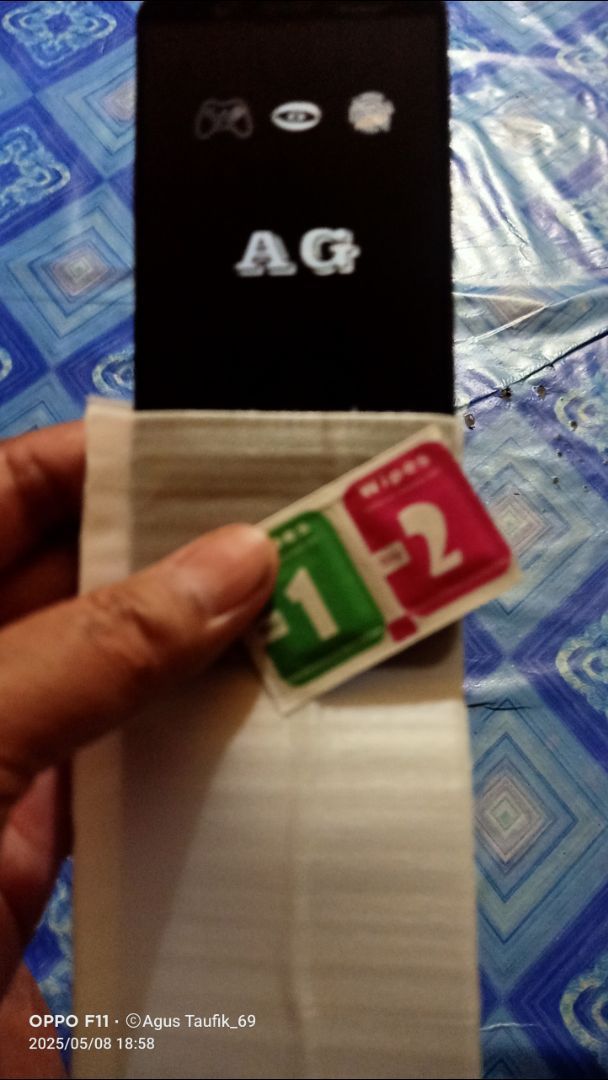 AG
Wipes
2
1
OPPO F11 · ©Agus Taufik_69
2025/05/08 18:58